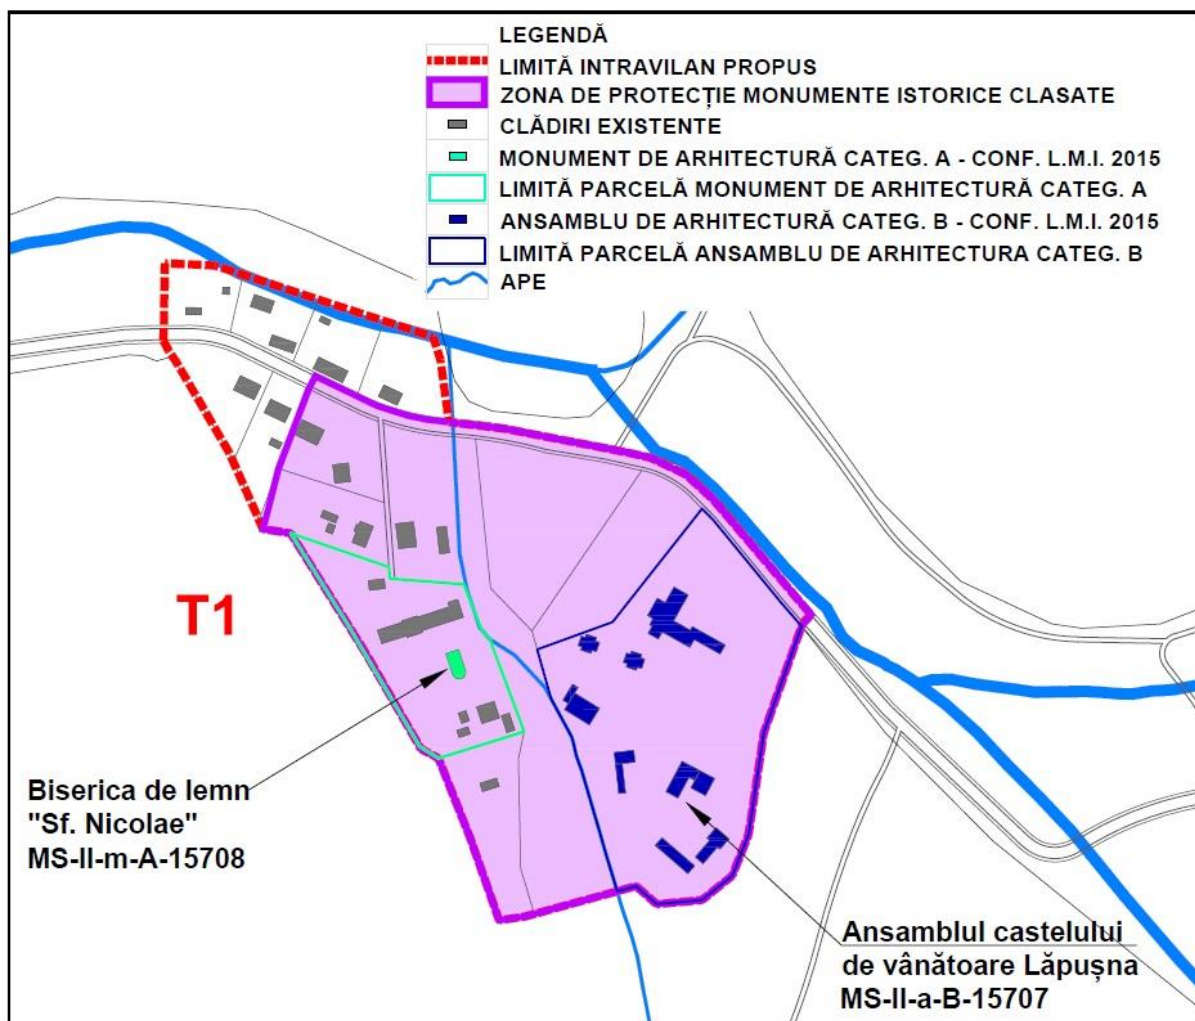 LEGENDĂ
LIMITĂ INTRAVILAN PROPUS
ZONA DE PROTECȚIE MONUMENTE ISTORICE CLASATE
CLĂDIRI EXISTENTE
MONUMENT DE ARHITECTURĂ CATEG. A - CONF. L.M.I. 2015
LIMITĂ PARCELĂ MONUMENT DE ARHITECTURĂ CATEG. A
ANSAMBLU DE ARHITECTURĂ CATEG. B - CONF. L.M.I. 2015
LIMITĂ PARCELĂ ANSAMBLU DE ARHITECTURA CATEG. B
APE
T1
Biserica de lemn
"Sf. Nicolae"
MS-II-m-A-15708
Ansamblul castelului
de vânătoare Lăpușna
MS-II-a-B-15707